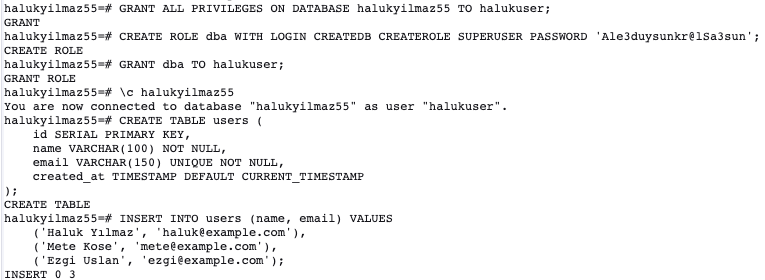 halukyilmaz55=# GRANT ALL PRIVILEGES ON DATABASE halukyilmaz55 TO halukuser;
GRANT
halukyilmaz55=# CREATE ROLE dba WITH LOGIN CREATEDB CREATEROLE SUPERUSER PASSWORD 'Ale3duysunkr@lSa3sun';
CREATE ROLE
halukyilmaz55=# GRANT dba TO halukuser;
GRANT ROLE
halukyilmaz55=# \c halukyilmaz55
You are now connected to database "halukyilmaz55" as user "halukuser".
halukyilmaz55=# CREATE TABLE users (
    id SERIAL PRIMARY KEY,
    name VARCHAR(100) NOT NULL,
    email VARCHAR(150) UNIQUE NOT NULL,
    created_at TIMESTAMP DEFAULT CURRENT_TIMESTAMP
);
CREATE TABLE
halukyilmaz55=# INSERT INTO users (name, email) VALUES
    ('Haluk Yılmaz', 'haluk@example.com'),
    ('Mete Kose', 'mete@example.com'),
    ('Ezgi Uslan', 'ezgi@example.com');
INSERT 0 3